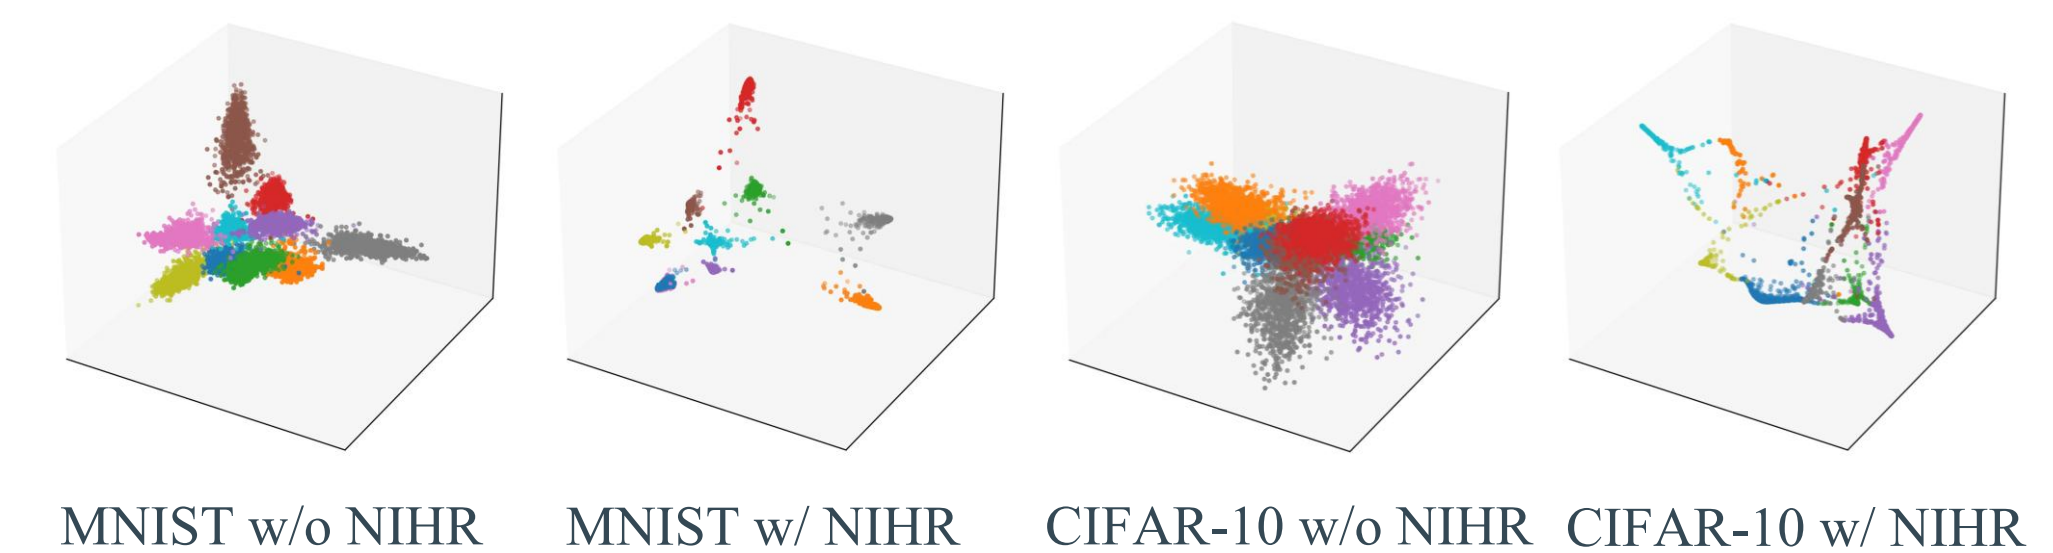 MNIST w/o NIHR
MNIST w/ NIHR
CIFAR-10 w/o NIHR
CIFAR-10 w/ NIHR